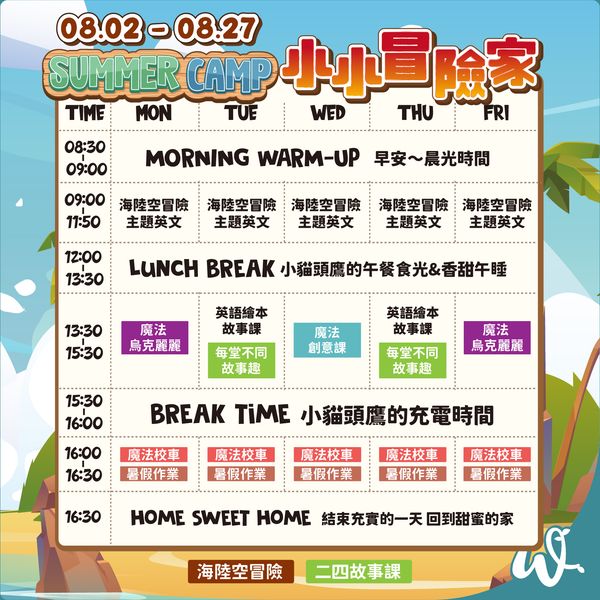 08.02 - 08.27
SUMMER CAMP 小小冒險家
TIME MON TUE WED THU FRI
08:30 - 09:00 MORNING WARM-UP 早安～晨光時間
09:00 - 11:50
海陸空冒險 海陸空冒險 海陸空冒險 海陸空冒險 海陸空冒險
主題英文 主題英文 主題英文 主題英文 主題英文
12:00 - 13:30 LUNCH BREAK 小貓頭鷹的午餐食光&香甜午睡
13:30 - 15:30
魔法
烏克麗麗
英語繪本
故事課
每堂不同
故事趣
魔法
創意課
英語繪本
故事課
每堂不同
故事趣
魔法
烏克麗麗
15:30 - 16:00 BREAK TIME 小貓頭鷹的充電時間
16:00 - 16:30
魔法校車 魔法校車 魔法校車 魔法校車 魔法校車
暑假作業 暑假作業 暑假作業 暑假作業 暑假作業
16:30 HOME SWEET HOME 結束充實的一天 回到甜蜜的家
海陸空冒險 二四故事課
W.